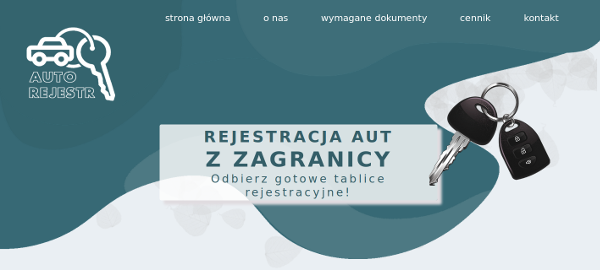 strona główna
o nas
wymagane dokumenty
cennik
kontakt
AUTO
REJESTR
REJESTRACJA AUT
Z ZAGRANICY
Odbierz gotowe tablice
rejestracyjne!